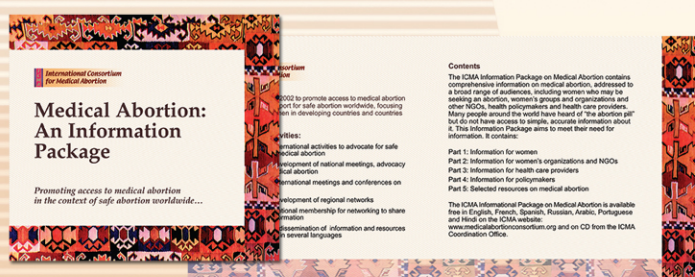 International Consortium
for Medical Abortion
Medical Abortion:
An Information
Package
Promoting access to medical abortion
in the context of safe abortion worldwide...
2002 to promote access to medical abortion
port for safe abortion worldwide, focusing
men in developing countries and countries
vities:
ernational activities to advocate for safe
medical abortion
velopment of national meetings, advocacy
dical abortion
ternational meetings and conferences on
velopment of regional networks
ational membership for networking to share
rmation
dissemination of information and resources
in several languages
Contents
The ICMA Information Package on Medical Abortion contains
comprehensive information on medical abortion, addressed to
a broad range of audiences, including women who may be
seeking an abortion, women's groups and organizations and
other NGOs, health policymakers and health care providers.
Many people around the world have heard of “the abortion pill”
but do not have access to simple, accurate information about
it. This Information Package aims to meet their need for
information. It contains:
Part 1: Information for women
Part 2: Information for women's organizations and NGOs
Part 3: Information for health care providers
Part 4: Information for policymakers
Part 5: Selected resources on medical abortion
The ICMA Information Package on Medical Abortion is available
free in English, French, Spanish, Russian, Arabic, Portuguese
and Hindi on the ICMA website:
www.medicalabortionconsortium.org and on CD from the ICMA
Coordination Office.